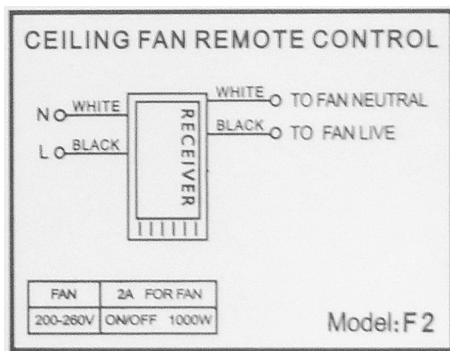 CEILING FAN REMOTE CONTROL
N WHITE
L BLACK
RECEIVER
WHITE TO FAN NEUTRAL
BLACK TO FAN LIVE
FAN 2A FOR FAN
200-260V ON/OFF 1000W
Model: F2